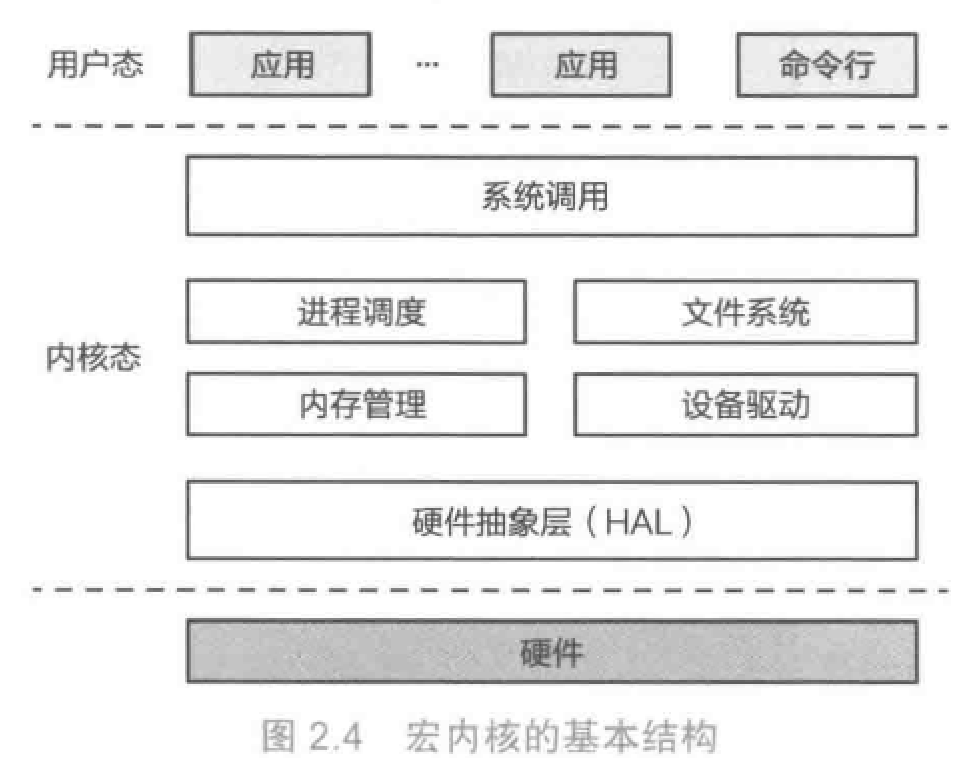 用户态 应用 … 应用 命令行
系统调用
进程调度 文件系统
内核态
内存管理 设备驱动
硬件抽象层（HAL）
硬件
图 2.4 宏内核的基本结构